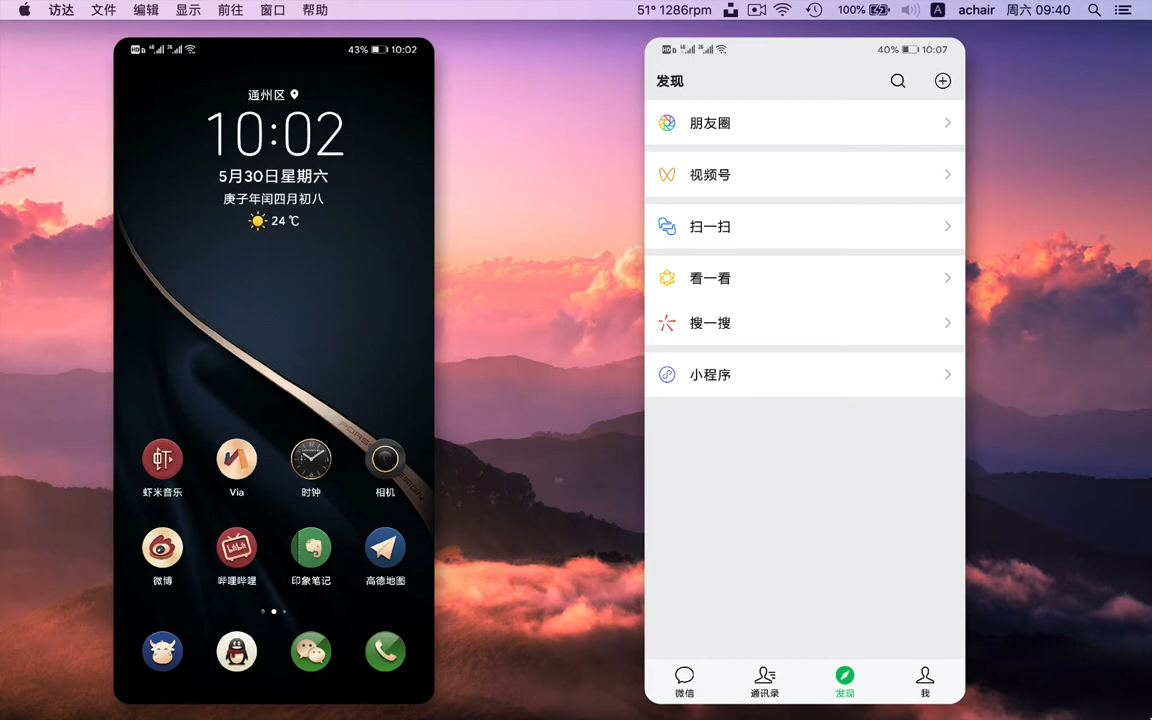 访达 文件 编辑 显示 前往 窗口 帮助 51° 1286rpm 100% A achair 周六 09:40
43% 10:02
通州区
10:02
5月30日星期六
庚子年闰四月初八
24℃
虾米音乐 Via 时钟 相机
微博 哔哩哔哩 印象笔记 高德地图
40% 10:07
发现
朋友圈
视频号
扫一扫
看一看
搜一搜
小程序
微信 通讯录 发现 我